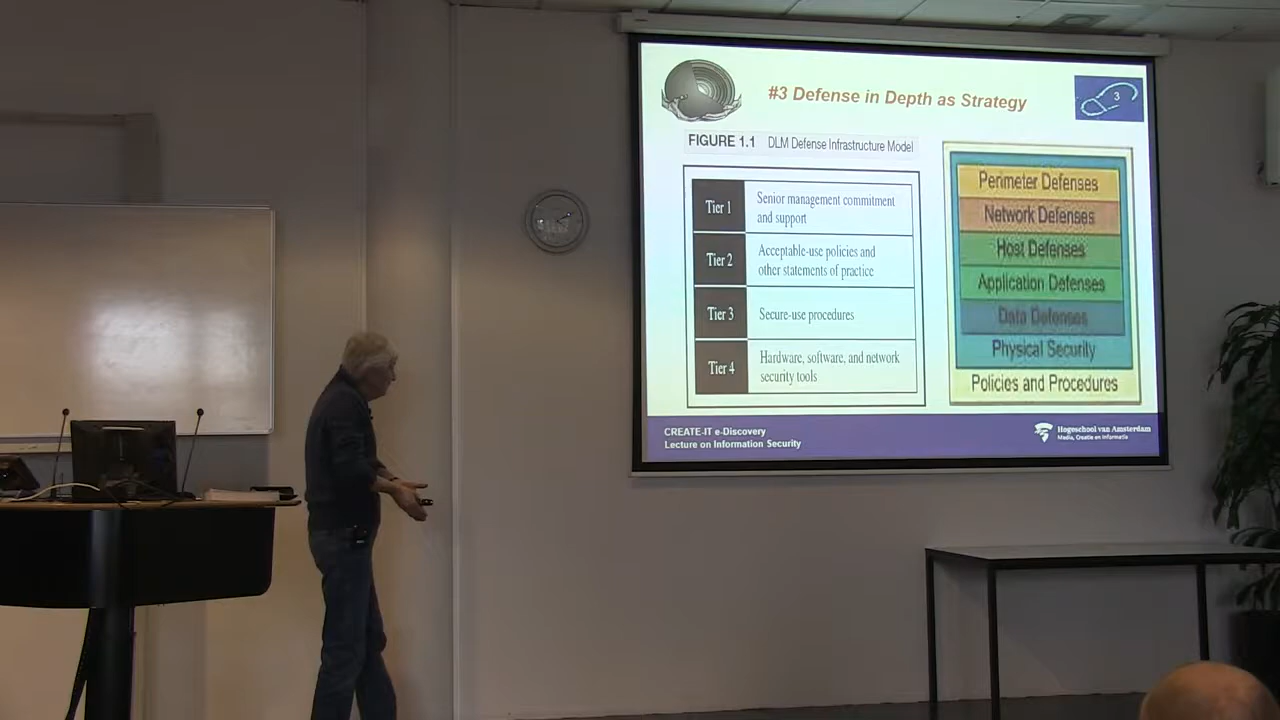 #3 Defense in Depth as Strategy
3
FIGURE 1.1 DLM Defense Infrastructure Model
Tier 1
Senior management commitment
and support
Tier 2
Acceptable-use policies and
other statements of practice
Tier 3
Secure-use procedures
Tier 4
Hardware, software, and network
security tools
Perimeter Defenses
Network Defenses
Host Defenses
Application Defenses
Data Defenses
Physical Security
Policies and Procedures
CREATE-IT e-Discovery
Lecture on Information Security
Hogeschool van Amsterdam
Media, Creatie en Informatie